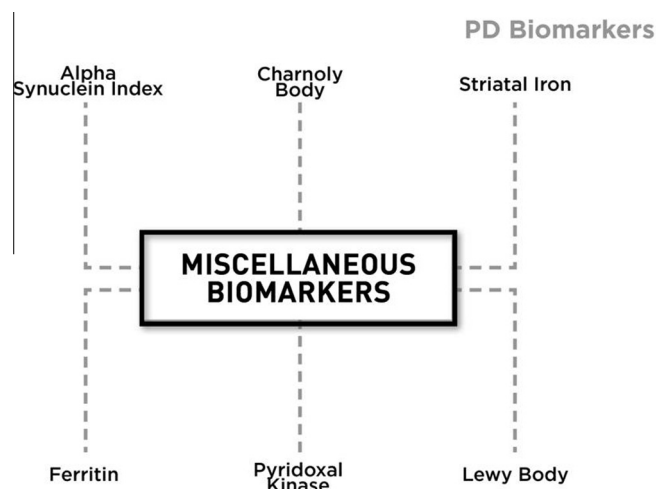 PD Biomarkers
Alpha
Synuclein Index
Charnoly
Body
Striatal Iron
MISCELLANEOUS
BIOMARKERS
Ferritin
Pyridoxal
Kinase
Lewy Body